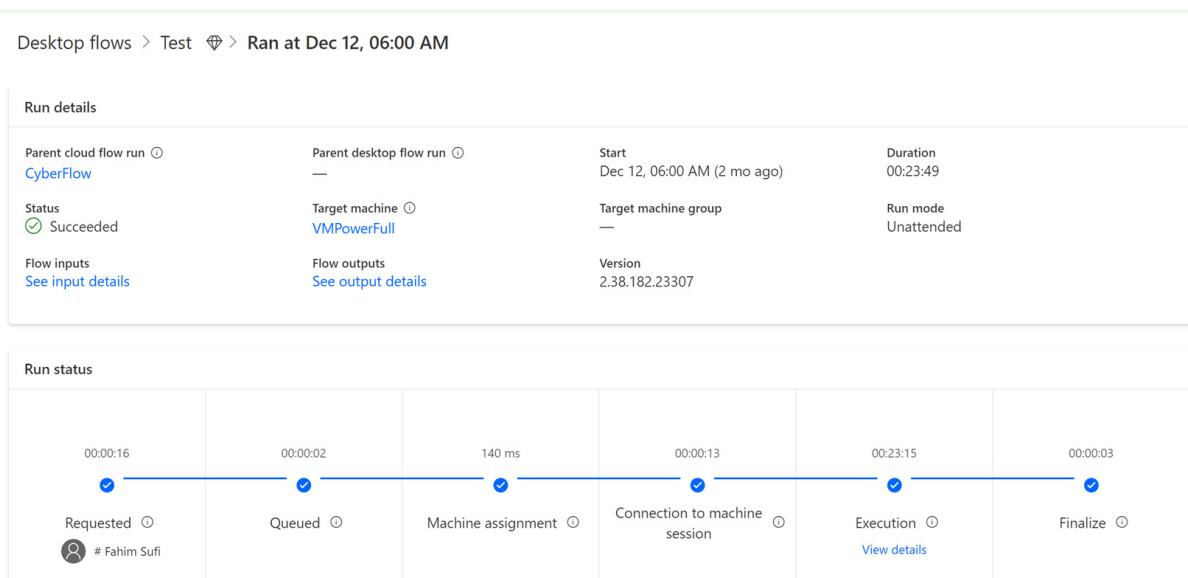 Desktop flows > Test > Ran at Dec 12, 06:00 AM
Run details
Parent cloud flow run
CyberFlow
Parent desktop flow run
—
Start
Dec 12, 06:00 AM (2 mo ago)
Duration
00:23:49
Status
Succeeded
Target machine
VMPowerFull
Target machine group
—
Run mode
Unattended
Flow inputs
See input details
Flow outputs
See output details
Version
2.38.182.23307
Run status
00:00:16
Requested
# Fahim Sufi
00:00:02
Queued
140 ms
Machine assignment
00:00:13
Connection to machine
session
00:23:15
Execution
View details
00:00:03
Finalize